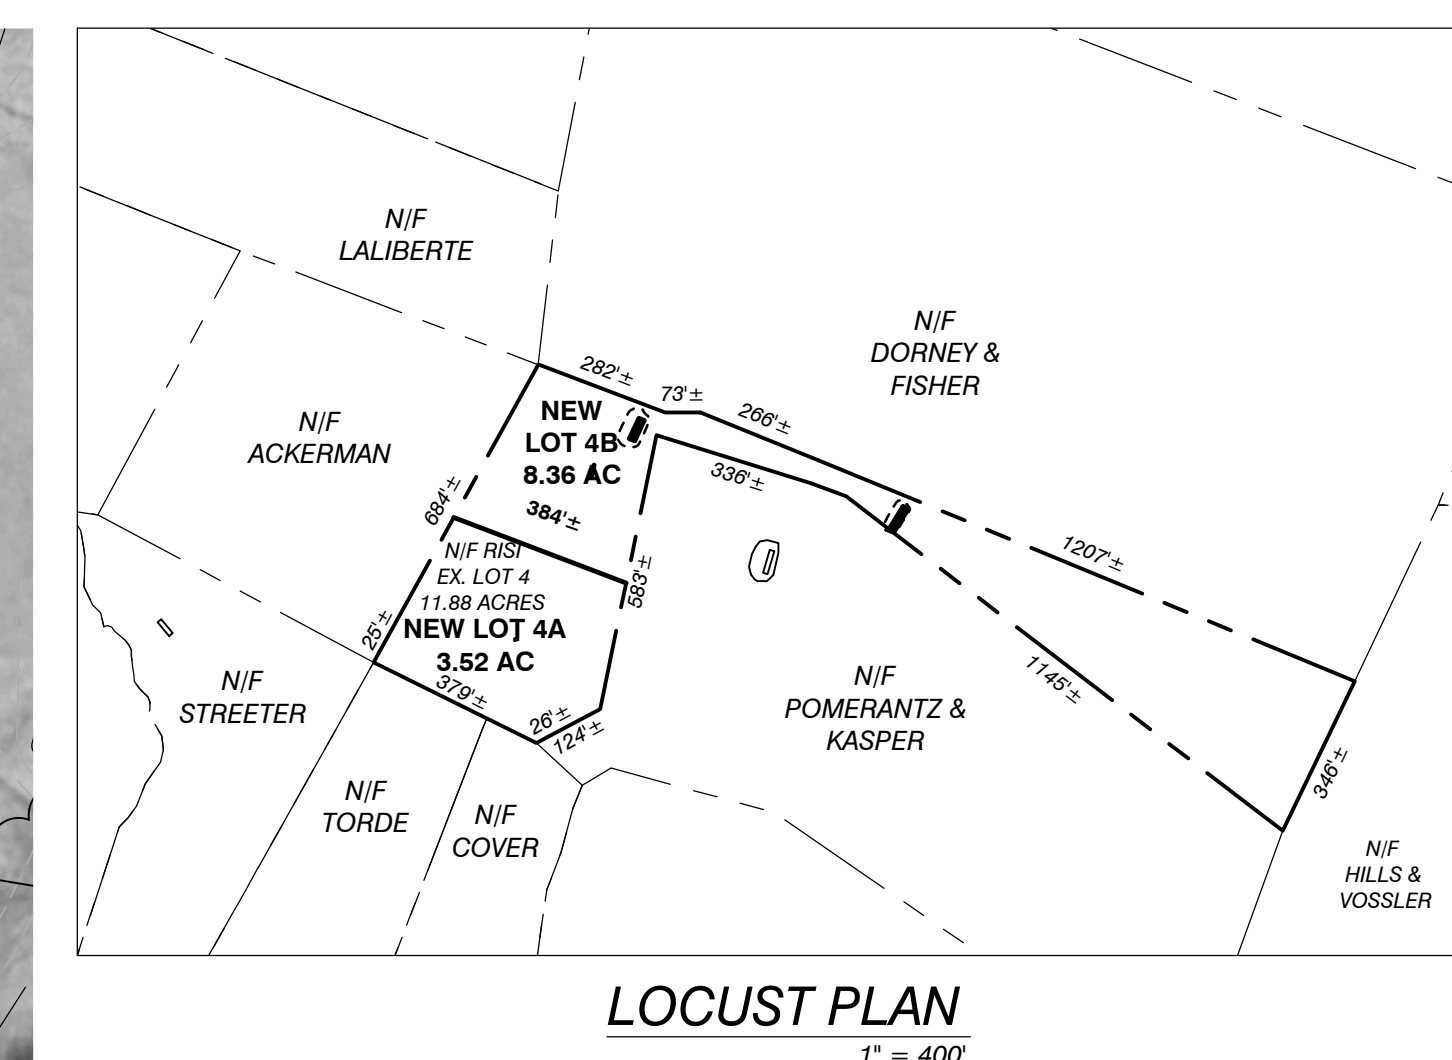 N/F
LALIBERTE
N/F
DORNEY &
FISHER
282'±
73'±
266'±
N/F
ACKERMAN
NEW
LOT 4B
8.36 AC
336'±
684'±
384'±
N/F RISI
EX. LOT 4
11.88 ACRES
NEW LOT 4A
3.52 AC
583'±
1207'±
25'±
379'±
26'±
124'±
1145'±
346'±
N/F
STREETER
N/F
POMERANTZ &
KASPER
N/F
TORDE
N/F
COVER
N/F
HILLS &
VOSSLER
LOCUST PLAN
1" = 400'